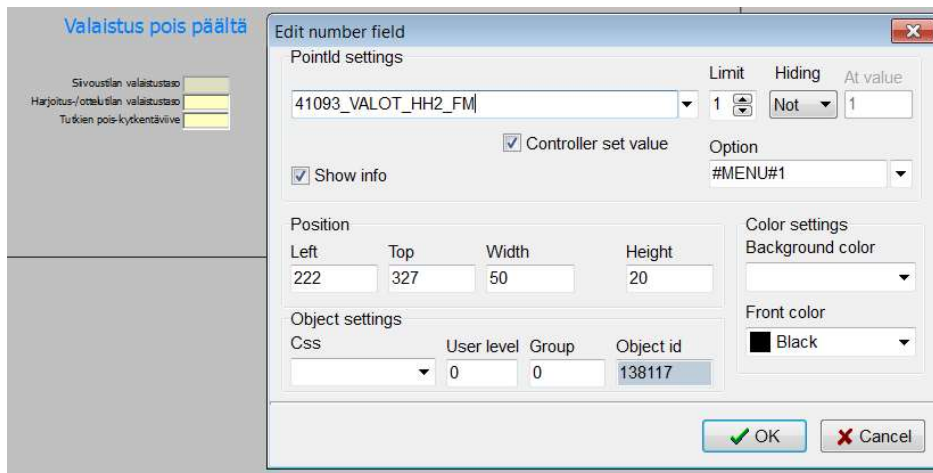 Valaistus pois päältä
Siivoustilan valaistustaso
Harjoitus-/ottelutilan valaistustaso
Tutkien pois-kytkentäviive
Edit number field
PointId settings
Limit Hiding At value
41093_VALOT_HH2_FM 1 Not 1
Controller set value
Option
Show info
#MENU#1
Position
Left Top Width Height
222 327 50 20
Color settings
Background color
Object settings
Css User level Group Object id
0 0 138117
Front color
Black
OK Cancel